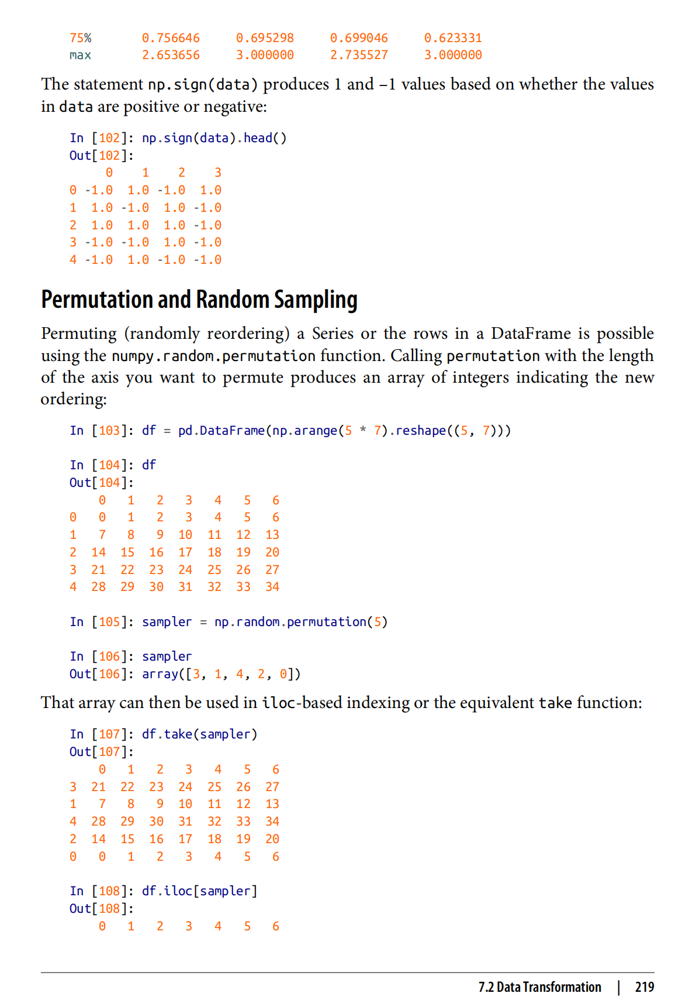 75%       0.756646     0.695298     0.699046     0.623331
max       2.653656     3.000000     2.735527     3.000000
The statement np.sign(data) produces 1 and –1 values based on whether the values
in data are positive or negative:
In [102]: np.sign(data).head()
Out[102]:
     0    1    2    3
0 -1.0  1.0 -1.0  1.0
1  1.0 -1.0  1.0 -1.0
2  1.0  1.0  1.0 -1.0
3 -1.0 -1.0  1.0 -1.0
4 -1.0  1.0 -1.0 -1.0
Permutation and Random Sampling
Permuting (randomly reordering) a Series or the rows in a DataFrame is possible
using the numpy.random.permutation function. Calling permutation with the length
of the axis you want to permute produces an array of integers indicating the new
ordering:
In [103]: df = pd.DataFrame(np.arange(5 * 7).reshape((5, 7)))
In [104]: df
Out[104]:
    0   1   2   3   4   5   6
0   0   1   2   3   4   5   6
1   7   8   9  10  11  12  13
2  14  15  16  17  18  19  20
3  21  22  23  24  25  26  27
4  28  29  30  31  32  33  34
In [105]: sampler = np.random.permutation(5)
In [106]: sampler
Out[106]: array([3, 1, 4, 2, 0])
That array can then be used in iloc-based indexing or the equivalent take function:
In [107]: df.take(sampler)
Out[107]:
    0   1   2   3   4   5   6
3  21  22  23  24  25  26  27
1   7   8   9  10  11  12  13
4  28  29  30  31  32  33  34
2  14  15  16  17  18  19  20
0   0   1   2   3   4   5   6
In [108]: df.iloc[sampler]
Out[108]:
    0   1   2   3   4   5   6
7.2 Data Transformation | 219